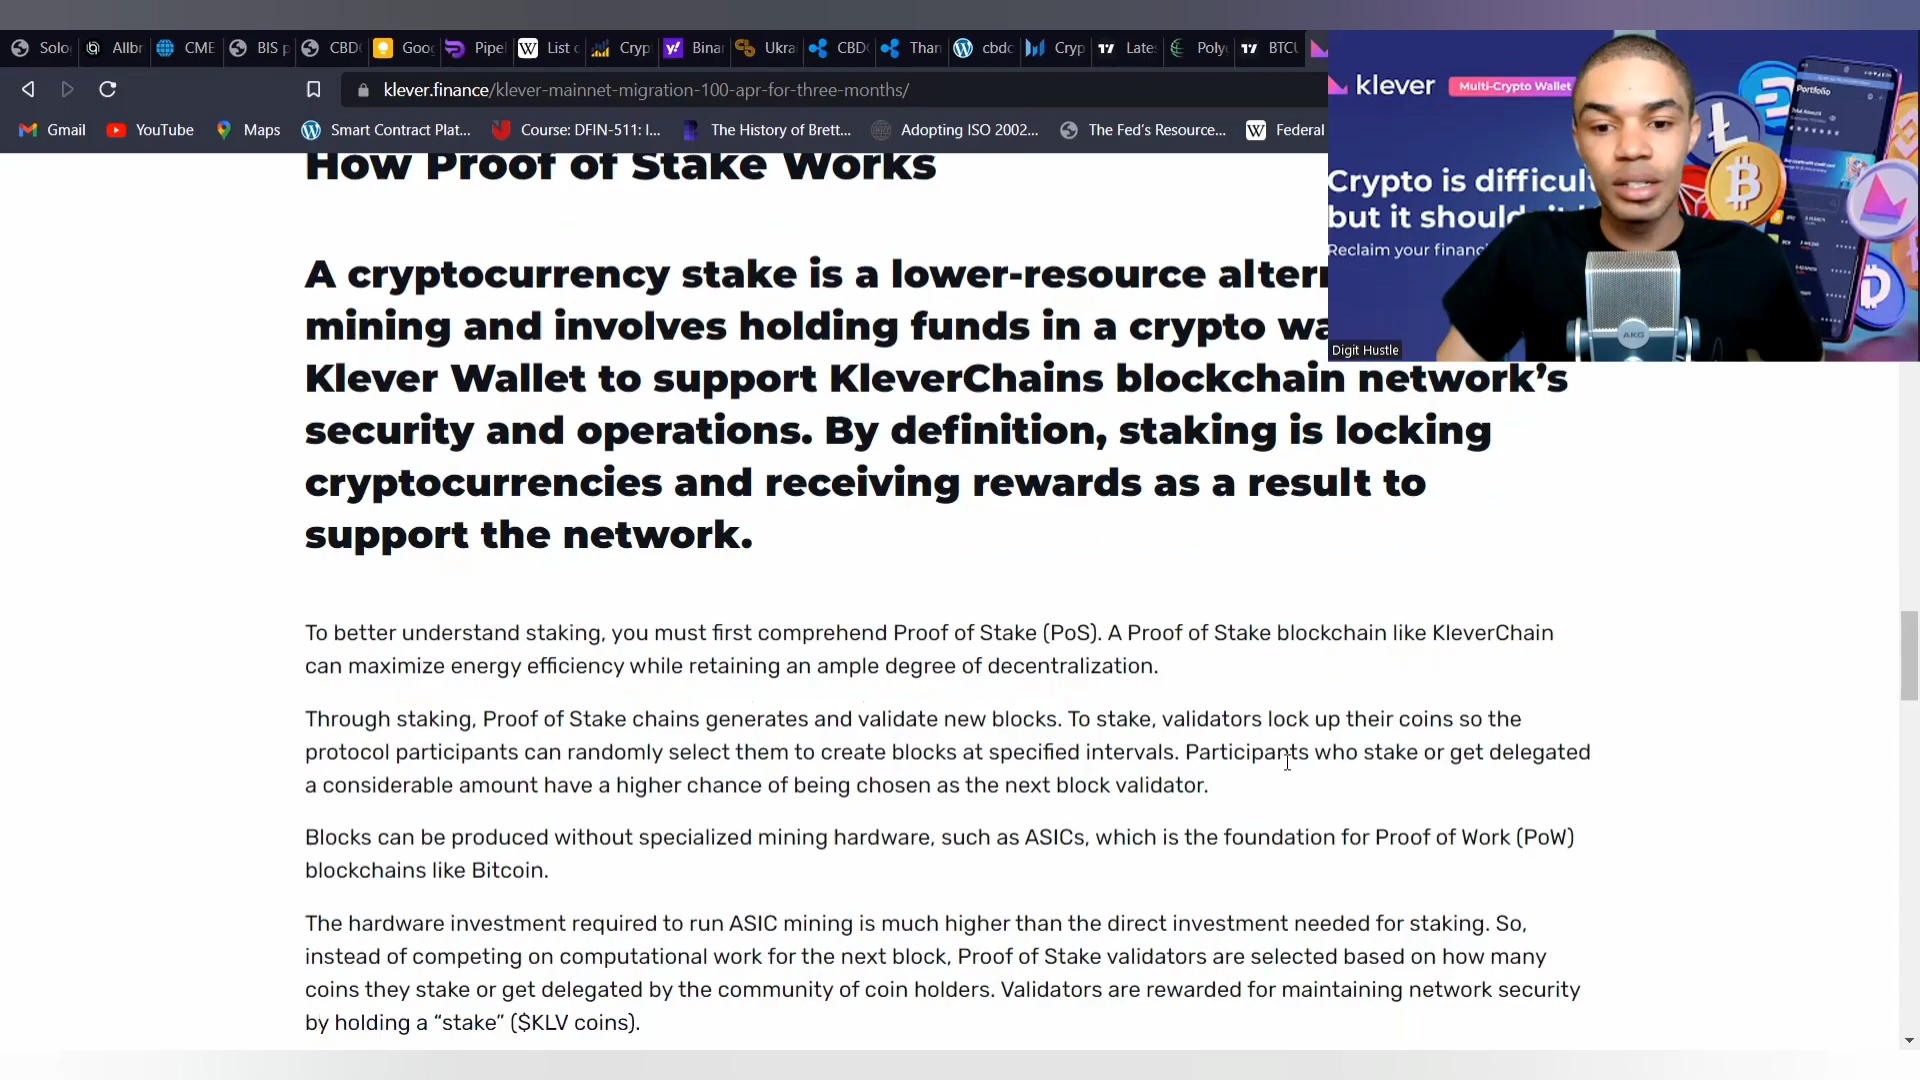 Solo
Allbr
CME
BIS p
CBD
Goo
Pipel
List c
Cryp
Binar
Ukra
CBD
Than
cbdc
Cryp
Lates
Poly
BTCU
klever.finance/klever-mainnet-migration-100-apr-for-three-months/
Gmail
YouTube
Maps
Smart Contract Plat...
Course: DFIN-511: I...
The History of Brett...
Adopting ISO 2002...
The Fed's Resource...
Federal
klever
Multi-Crypto Wallet
Portfolio
Crypto is difficul
but it should
Reclaim your financ
AKG
Digit Hustle
How Proof of Stake Works
A cryptocurrency stake is a lower-resource altern
mining and involves holding funds in a crypto wa
Klever Wallet to support KleverChains blockchain network’s
security and operations. By definition, staking is locking
cryptocurrencies and receiving rewards as a result to
support the network.
To better understand staking, you must first comprehend Proof of Stake (PoS). A Proof of Stake blockchain like KleverChain
can maximize energy efficiency while retaining an ample degree of decentralization.
Through staking, Proof of Stake chains generates and validate new blocks. To stake, validators lock up their coins so the
protocol participants can randomly select them to create blocks at specified intervals. Participants who stake or get delegated
a considerable amount have a higher chance of being chosen as the next block validator.
Blocks can be produced without specialized mining hardware, such as ASICs, which is the foundation for Proof of Work (PoW)
blockchains like Bitcoin.
The hardware investment required to run ASIC mining is much higher than the direct investment needed for staking. So,
instead of competing on computational work for the next block, Proof of Stake validators are selected based on how many
coins they stake or get delegated by the community of coin holders. Validators are rewarded for maintaining network security
by holding a “stake” ($KLV coins).